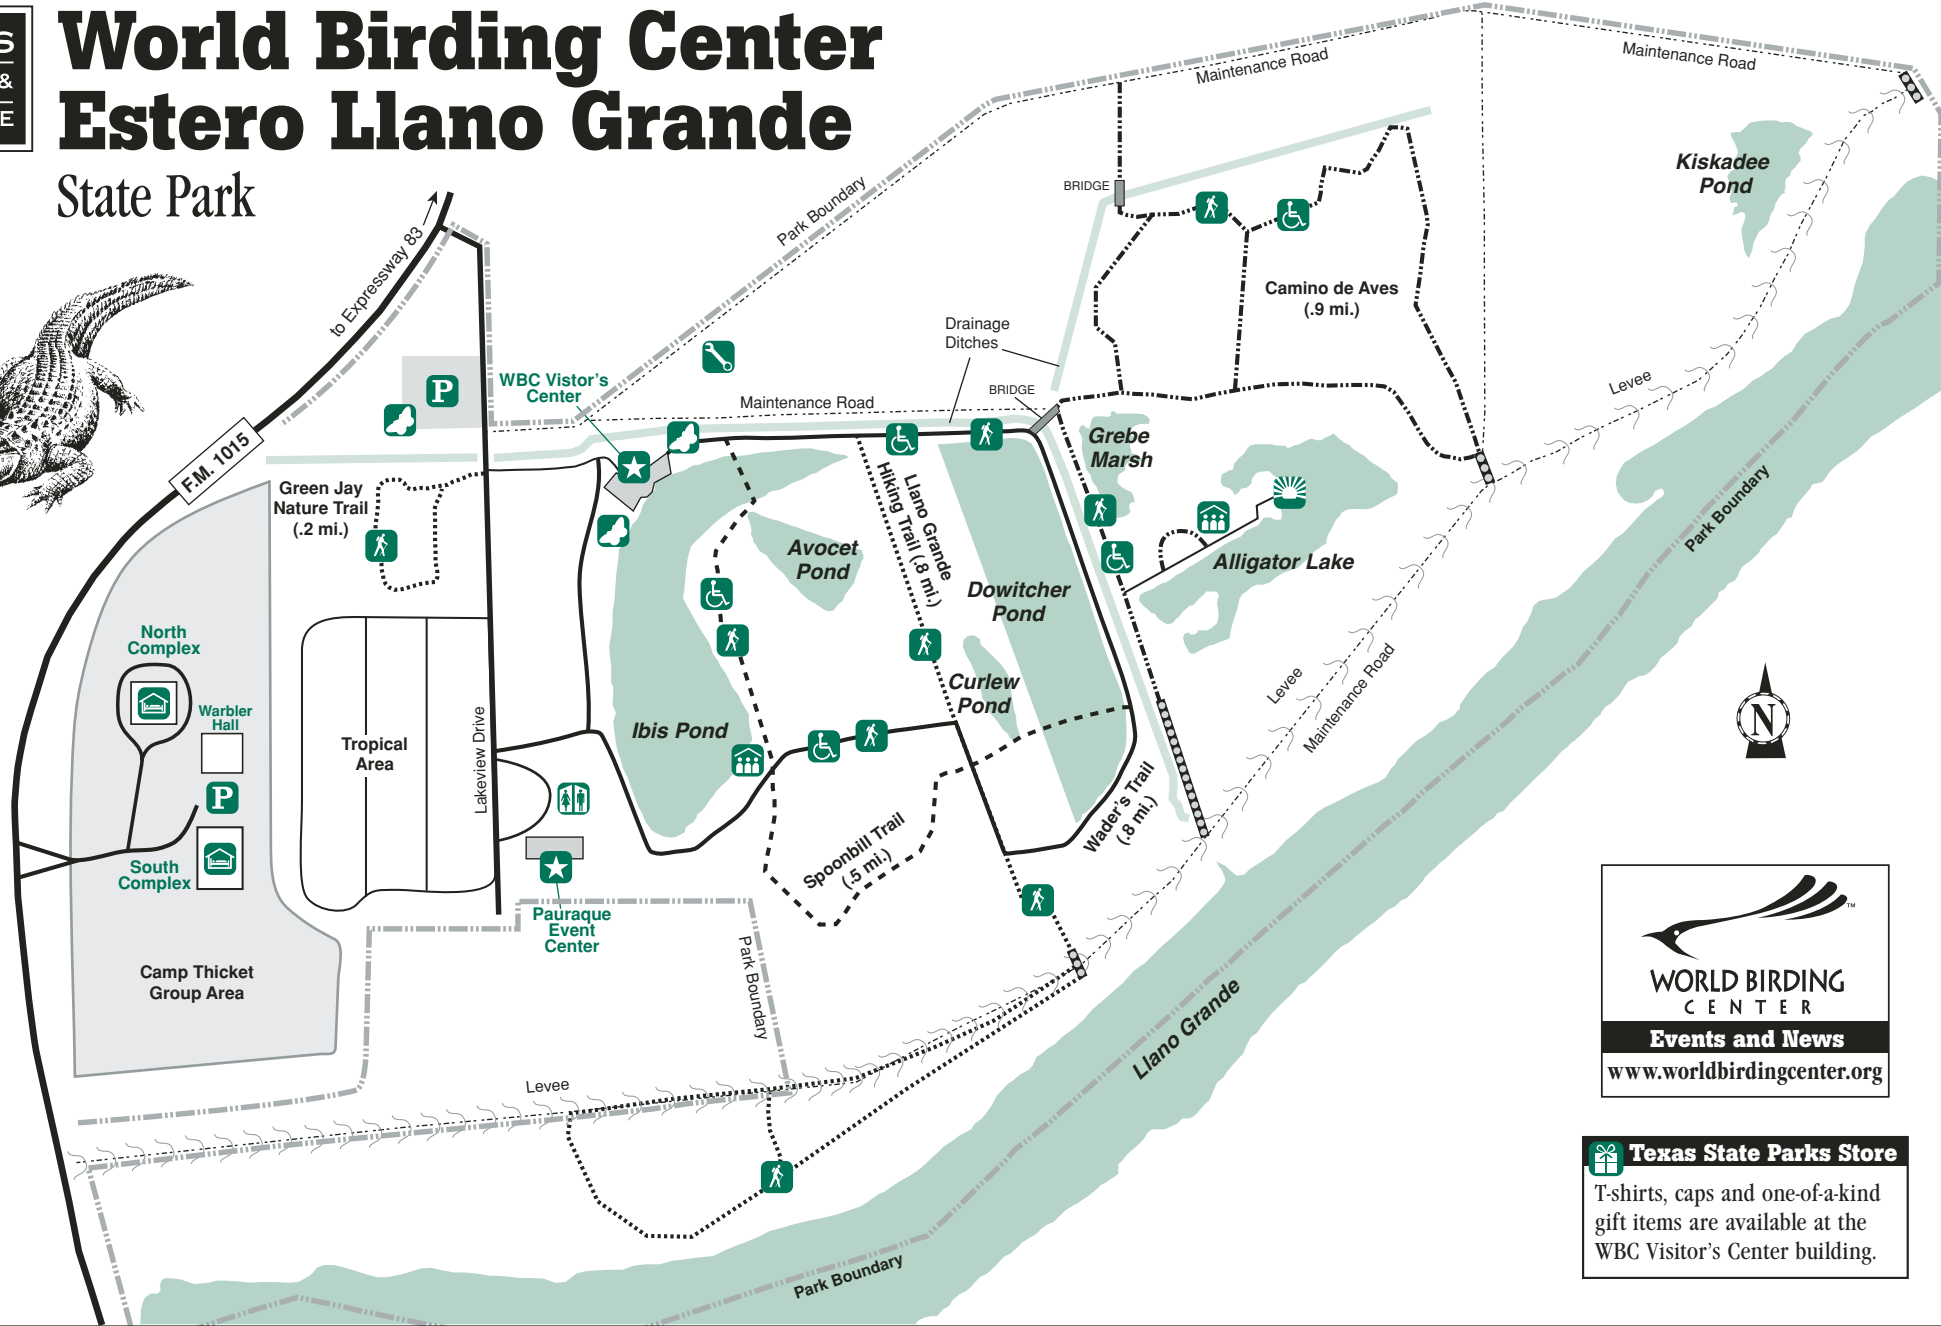 S
&
E
World Birding Center
Estero Llano Grande
State Park
Maintenance Road
Maintenance Road
Kiskadee
Pond
BRIDGE
Park Boundary
to Expressway 83
Camino de Aves
(.9 mi.)
Drainage
Ditches
P
WBC Vistor's
Center
BRIDGE
Maintenance Road
Levee
F.M. 1015
Grebe
Marsh
Green Jay
Nature Trail
(.2 mi.)
Llano Grande
Hiking Trail (.8 mi.)
Park Boundary
Avocet
Pond
Alligator Lake
Dowitcher
Pond
North
Complex
Curlew
Pond
Levee
Maintenance Road
Warbler
Hall
N
Ibis Pond
Tropical
Area
Lakeview Drive
P
Wader's Trail
(.8 mi.)
Spoonbill Trail
(.5 mi.)
South
Complex
Pauraque
Event
Center
Park Boundary
Camp Thicket
Group Area
Llano Grande
Levee
Park Boundary
TM
WORLD BIRDING
CENTER
Events and News
www.worldbirdingcenter.org
Texas State Parks Store
T-shirts, caps and one-of-a-kind
gift items are available at the
WBC Visitor's Center building.